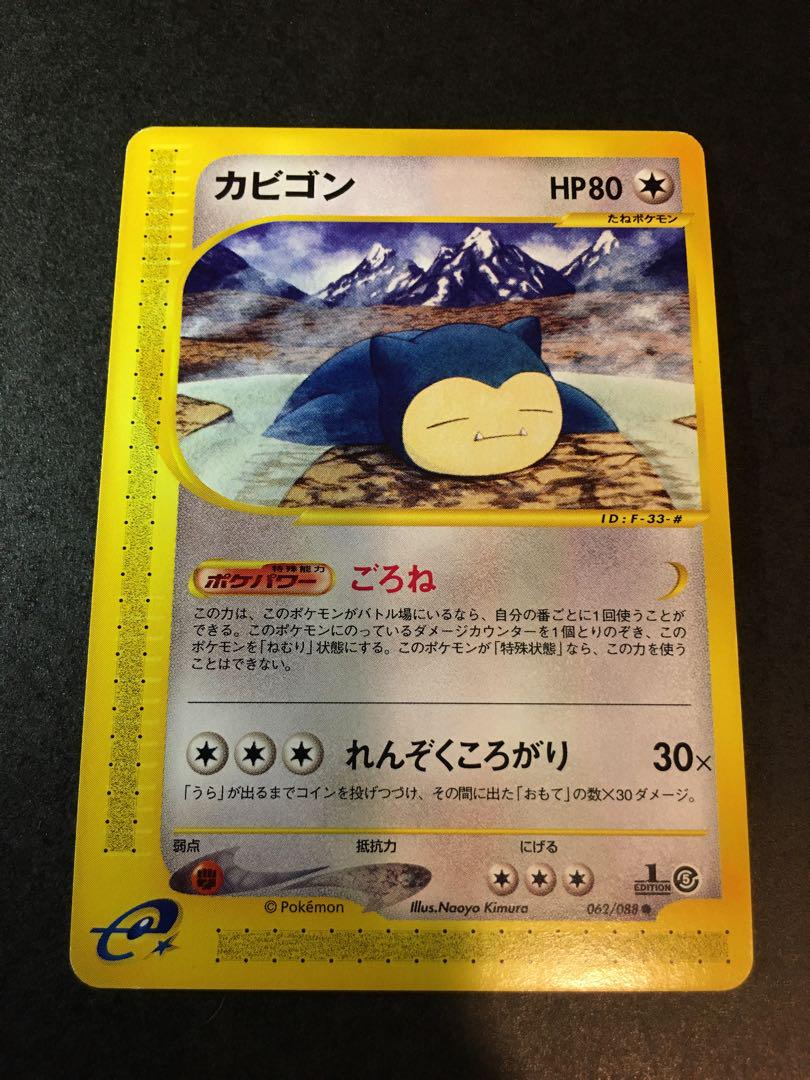 カビゴン HP80
たねポケモン
ID:F-33-#
特殊能力
ポケパワー ごろね
この力は、このポケモンがバトル場にいるなら、自分の番ごとに1回使うことが
できる。このポケモンにのっているダメージカウンターを1個とりのぞき、この
ポケモンを「ねむり」状態にする。このポケモンが「特殊状態」なら、この力を使う
ことはできない。
れんぞくころがり 30×
「うら」が出るまでコインを投げつづけ、その間に出た「おもて」の数×30ダメージ。
弱点 抵抗力 にげる
1 EDITION 5
© Pokémon Illus.Naoyo Kimura 062/088 ●
e